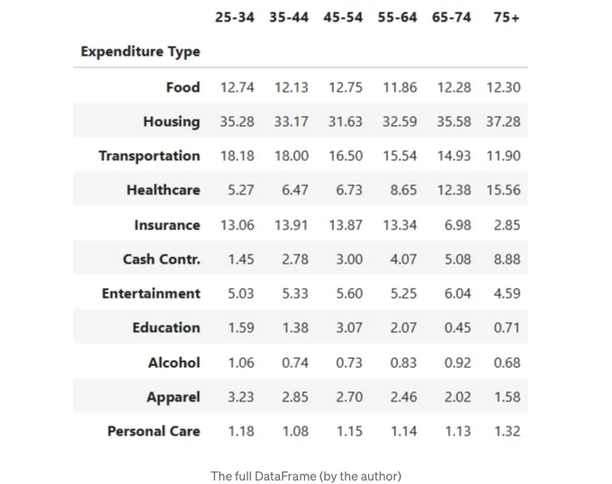 25-34 35-44 45-54 55-64 65-74 75+
Expenditure Type
Food 12.74 12.13 12.75 11.86 12.28 12.30
Housing 35.28 33.17 31.63 32.59 35.58 37.28
Transportation 18.18 18.00 16.50 15.54 14.93 11.90
Healthcare 5.27 6.47 6.73 8.65 12.38 15.56
Insurance 13.06 13.91 13.87 13.34 6.98 2.85
Cash Contr. 1.45 2.78 3.00 4.07 5.08 8.88
Entertainment 5.03 5.33 5.60 5.25 6.04 4.59
Education 1.59 1.38 3.07 2.07 0.45 0.71
Alcohol 1.06 0.74 0.73 0.83 0.92 0.68
Apparel 3.23 2.85 2.70 2.46 2.02 1.58
Personal Care 1.18 1.08 1.15 1.14 1.13 1.32
The full DataFrame (by the author)